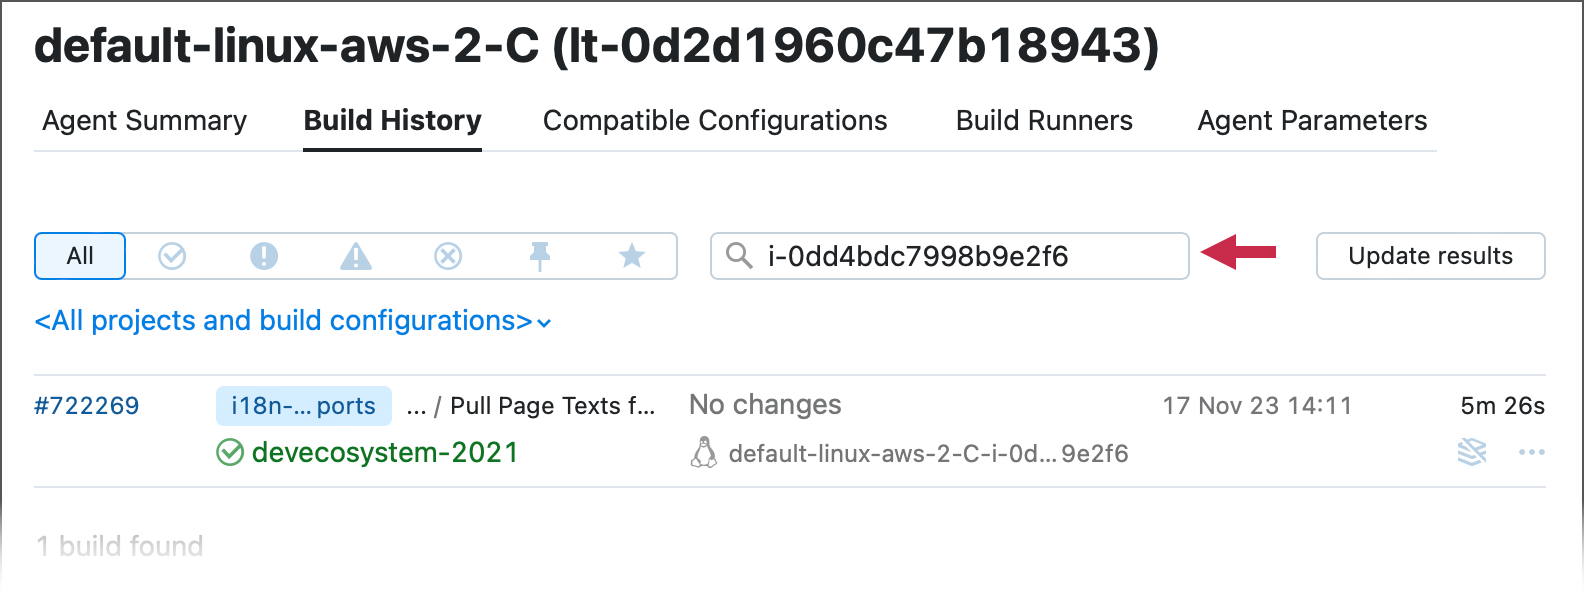 default-linux-aws-2-C (lt-0d2d1960c47b18943)
Agent Summary Build History Compatible Configurations Build Runners Agent Parameters
All i-0dd4bdc7998b9e2f6 Update results
<All projects and build configurations>
#722269 i18n-... ports ... / Pull Page Texts f... No changes 17 Nov 23 14:11 5m 26s
devecosystem-2021 default-linux-aws-2-C-i-0d... 9e2f6
1 build found